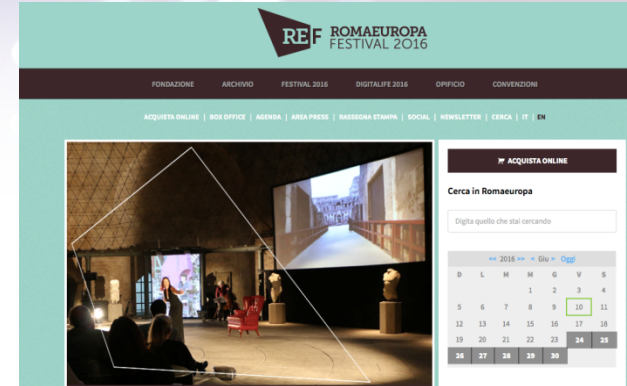 REF ROMAEUROPA
FESTIVAL 2016
FONDAZIONE ARCHIVIO FESTIVAL 2016 DIGITALIFE 2016 OPIFICIO CONVENZIONI
ACQUISTA ONLINE | BOX OFFICE | AGENDA | AREA PRESS | RASSEGNA STAMPA | SOCIAL | NEWSLETTER | CERCA | IT | EN
ACQUISTA ONLINE
Cerca in Romaeuropa
Digita quello che stai cercando
<< 2016 >> < Giu > Oggi
D L M M G V S
1 2 3 4
5 6 7 8 9 10 11
12 13 14 15 16 17 18
19 20 21 22 23 24 25
26 27 28 29 30